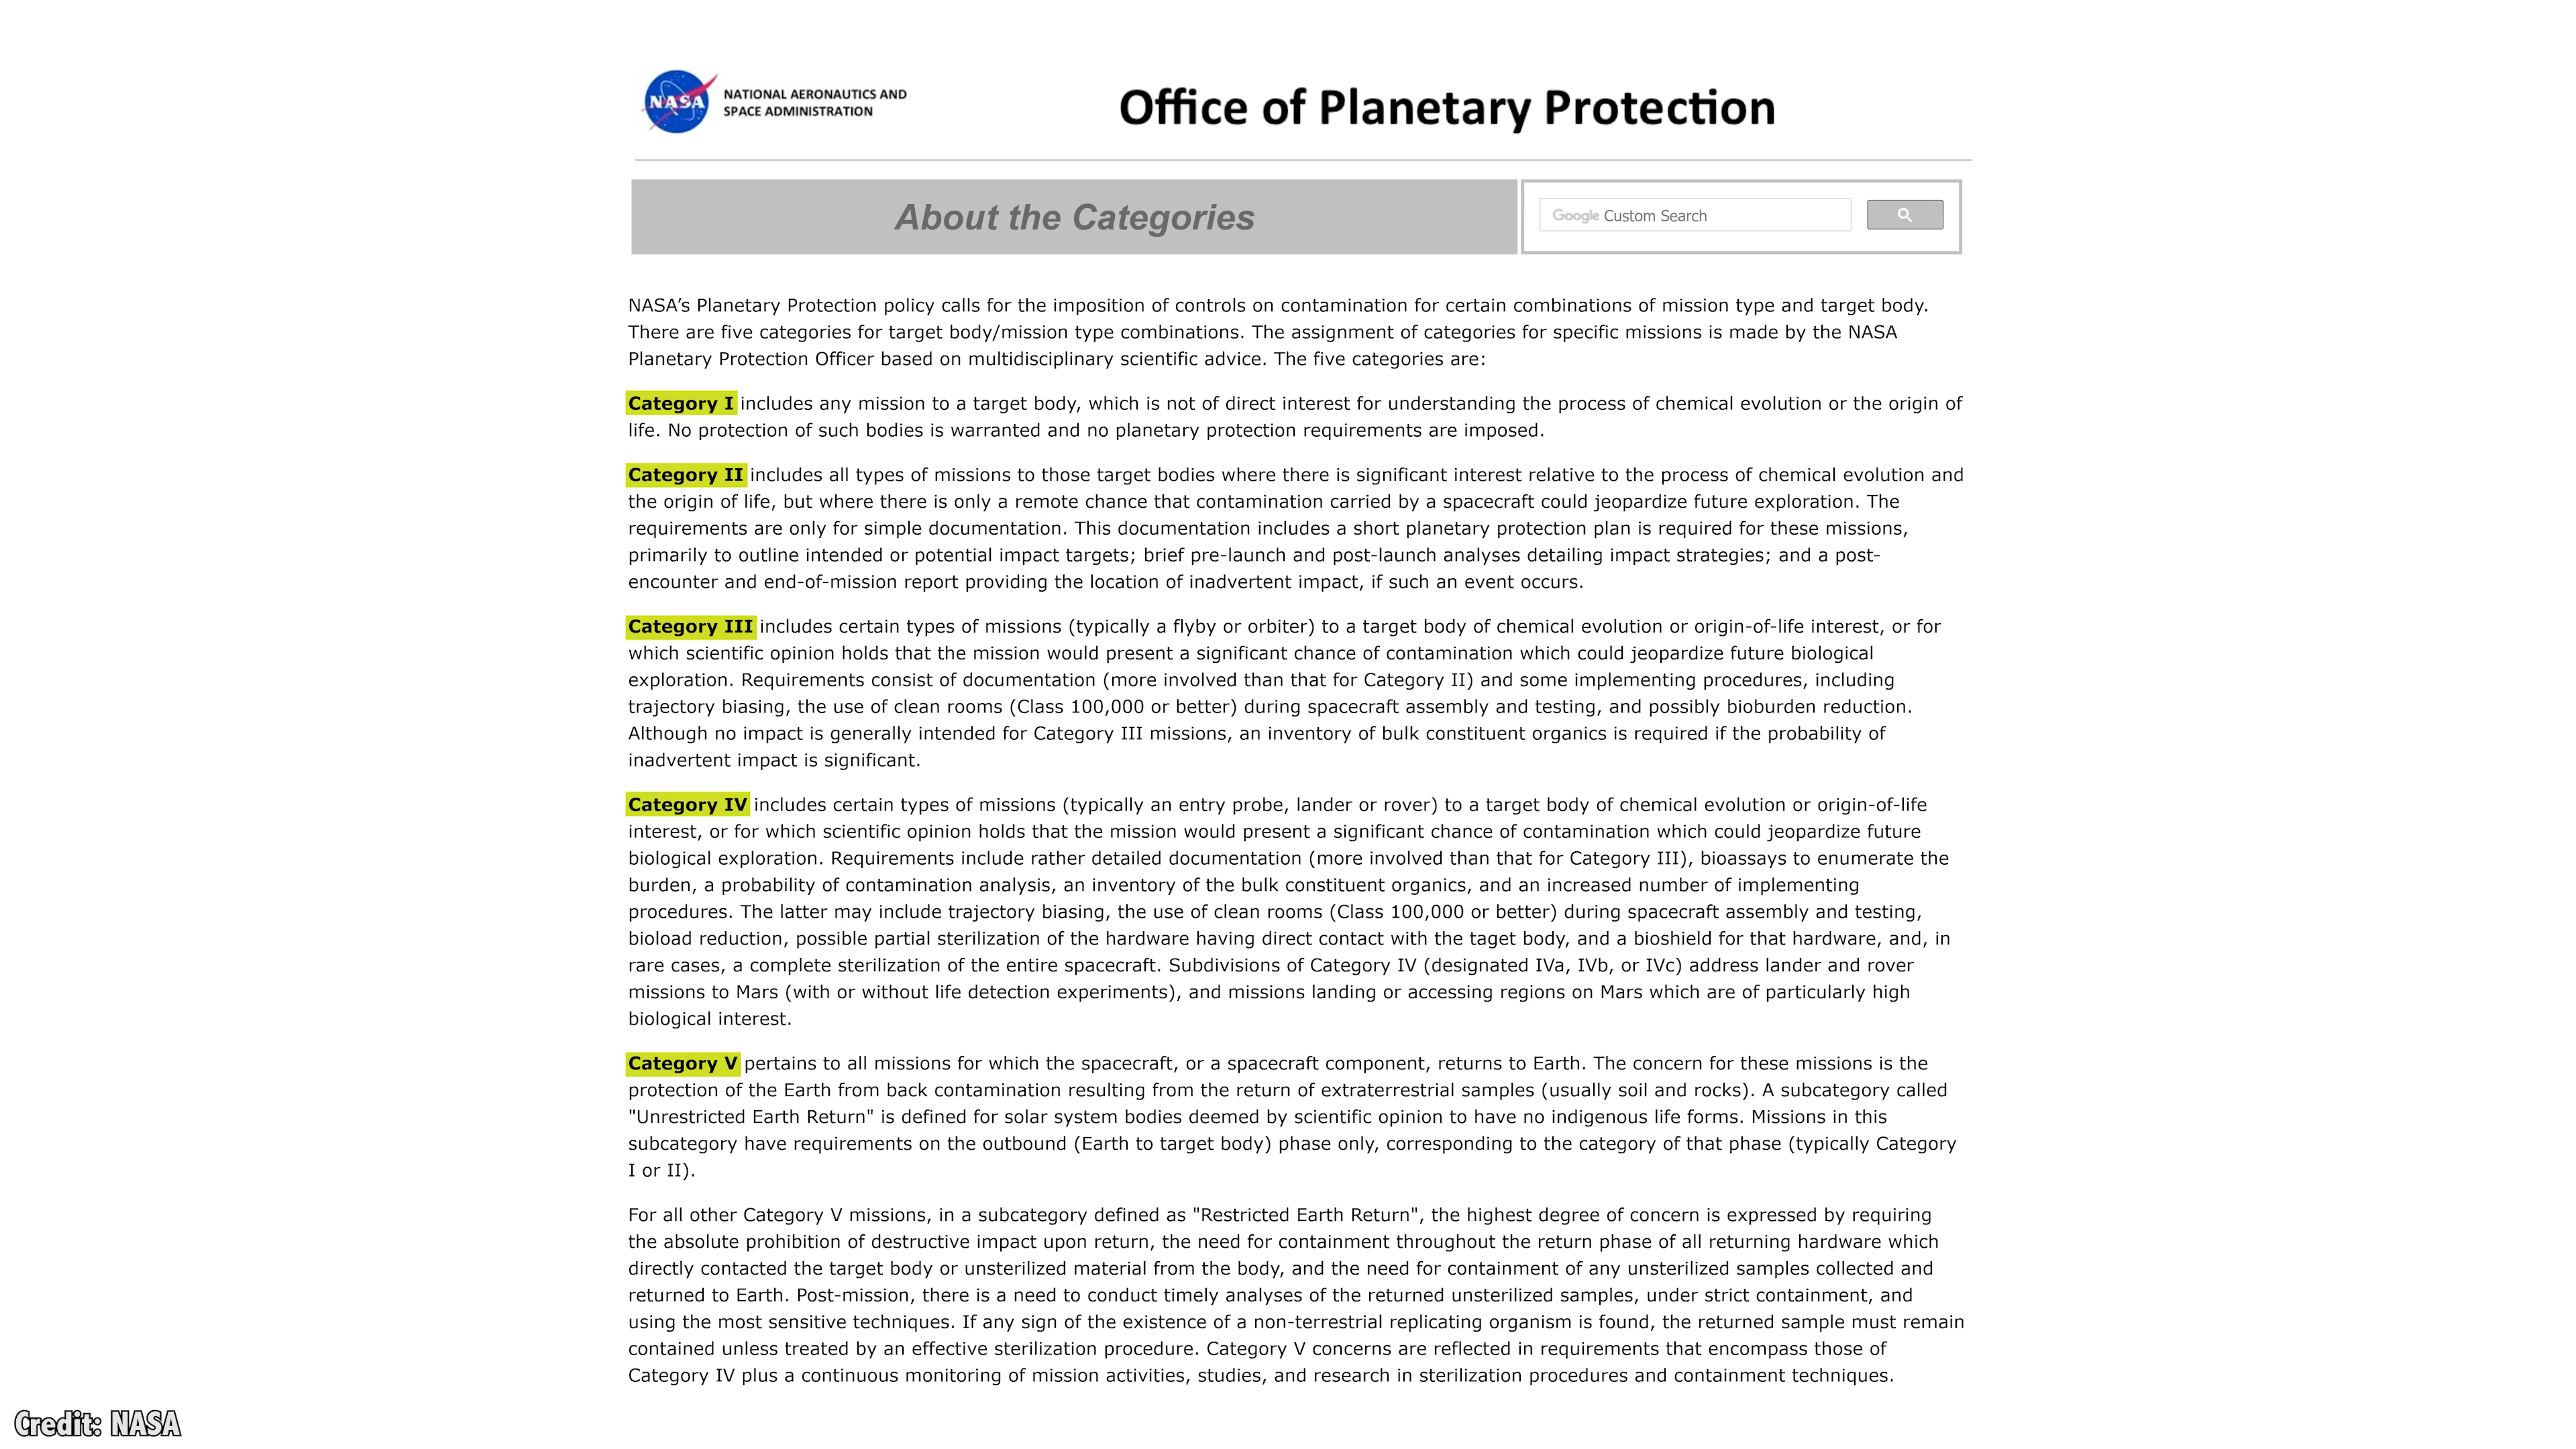 NASA
NATIONAL AERONAUTICS AND
SPACE ADMINISTRATION
Office of Planetary Protection
About the Categories
Google Custom Search
NASA’s Planetary Protection policy calls for the imposition of controls on contamination for certain combinations of mission type and target body.
There are five categories for target body/mission type combinations. The assignment of categories for specific missions is made by the NASA
Planetary Protection Officer based on multidisciplinary scientific advice. The five categories are:
Category I includes any mission to a target body, which is not of direct interest for understanding the process of chemical evolution or the origin of
life. No protection of such bodies is warranted and no planetary protection requirements are imposed.
Category II includes all types of missions to those target bodies where there is significant interest relative to the process of chemical evolution and
the origin of life, but where there is only a remote chance that contamination carried by a spacecraft could jeopardize future exploration. The
requirements are only for simple documentation. This documentation includes a short planetary protection plan is required for these missions,
primarily to outline intended or potential impact targets; brief pre-launch and post-launch analyses detailing impact strategies; and a post-
encounter and end-of-mission report providing the location of inadvertent impact, if such an event occurs.
Category III includes certain types of missions (typically a flyby or orbiter) to a target body of chemical evolution or origin-of-life interest, or for
which scientific opinion holds that the mission would present a significant chance of contamination which could jeopardize future biological
exploration. Requirements consist of documentation (more involved than that for Category II) and some implementing procedures, including
trajectory biasing, the use of clean rooms (Class 100,000 or better) during spacecraft assembly and testing, and possibly bioburden reduction.
Although no impact is generally intended for Category III missions, an inventory of bulk constituent organics is required if the probability of
inadvertent impact is significant.
Category IV includes certain types of missions (typically an entry probe, lander or rover) to a target body of chemical evolution or origin-of-life
interest, or for which scientific opinion holds that the mission would present a significant chance of contamination which could jeopardize future
biological exploration. Requirements include rather detailed documentation (more involved than that for Category III), bioassays to enumerate the
burden, a probability of contamination analysis, an inventory of the bulk constituent organics, and an increased number of implementing
procedures. The latter may include trajectory biasing, the use of clean rooms (Class 100,000 or better) during spacecraft assembly and testing,
bioload reduction, possible partial sterilization of the hardware having direct contact with the taget body, and a bioshield for that hardware, and, in
rare cases, a complete sterilization of the entire spacecraft. Subdivisions of Category IV (designated IVa, IVb, or IVc) address lander and rover
missions to Mars (with or without life detection experiments), and missions landing or accessing regions on Mars which are of particularly high
biological interest.
Category V pertains to all missions for which the spacecraft, or a spacecraft component, returns to Earth. The concern for these missions is the
protection of the Earth from back contamination resulting from the return of extraterrestrial samples (usually soil and rocks). A subcategory called
"Unrestricted Earth Return" is defined for solar system bodies deemed by scientific opinion to have no indigenous life forms. Missions in this
subcategory have requirements on the outbound (Earth to target body) phase only, corresponding to the category of that phase (typically Category
I or II).
For all other Category V missions, in a subcategory defined as "Restricted Earth Return", the highest degree of concern is expressed by requiring
the absolute prohibition of destructive impact upon return, the need for containment throughout the return phase of all returning hardware which
directly contacted the target body or unsterilized material from the body, and the need for containment of any unsterilized samples collected and
returned to Earth. Post-mission, there is a need to conduct timely analyses of the returned unsterilized samples, under strict containment, and
using the most sensitive techniques. If any sign of the existence of a non-terrestrial replicating organism is found, the returned sample must remain
contained unless treated by an effective sterilization procedure. Category V concerns are reflected in requirements that encompass those of
Category IV plus a continuous monitoring of mission activities, studies, and research in sterilization procedures and containment techniques.
Credit: NASA